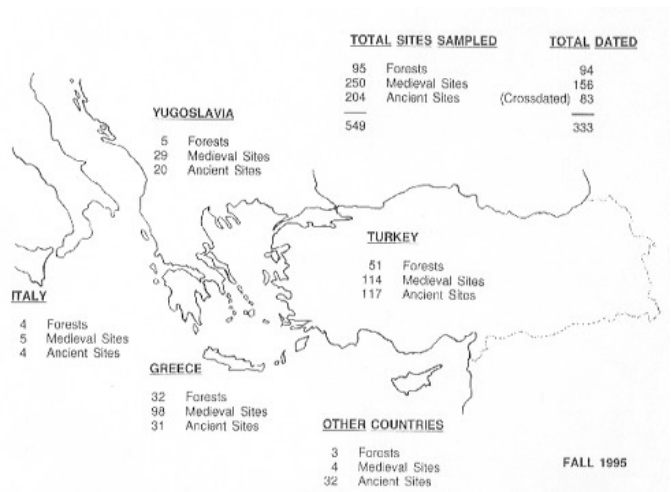 TOTAL SITES SAMPLED TOTAL DATED
95 Forests 94
250 Medieval Sites 156
204 Ancient Sites (Crossdated) 83
549 333
YUGOSLAVIA
5 Forests
29 Medieval Sites
20 Ancient Sites
TURKEY
51 Forests
114 Medieval Sites
117 Ancient Sites
ITALY
4 Forests
5 Medieval Sites
4 Ancient Sites
GREECE
32 Forests
98 Medieval Sites
31 Ancient Sites
OTHER COUNTRIES
3 Forests
4 Medieval Sites
32 Ancient Sites
FALL 1995